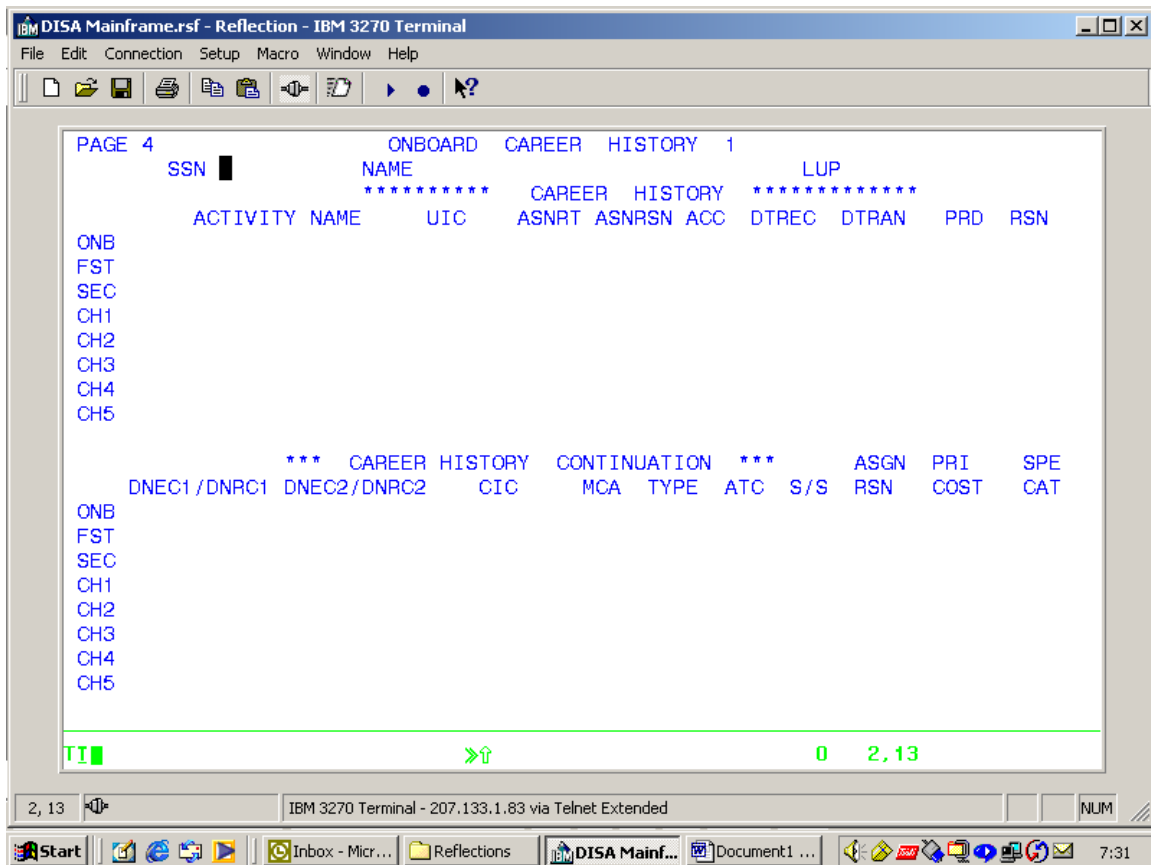 DISA Mainframe.rsf - Reflection - IBM 3270 Terminal
File Edit Connection Setup Macro Window Help
PAGE 4 ONBOARD CAREER HISTORY 1
SSN NAME LUP
********** CAREER HISTORY *************
ACTIVITY NAME UIC ASNRT ASNRSN ACC DTREC DTRAN PRD RSN
ONB
FST
SEC
CH1
CH2
CH3
CH4
CH5
*** CAREER HISTORY CONTINUATION *** ASGN PRI SPE
DNEC1/DNRC1 DNEC2/DNRC2 CIC MCA TYPE ATC S/S RSN COST CAT
ONB
FST
SEC
CH1
CH2
CH3
CH4
CH5
TI 0 2,13
2, 13 IBM 3270 Terminal - 207.133.1.83 via Telnet Extended NUM
Start Inbox - Micr... Reflections DISA Mainf... Document1 ... 7:31